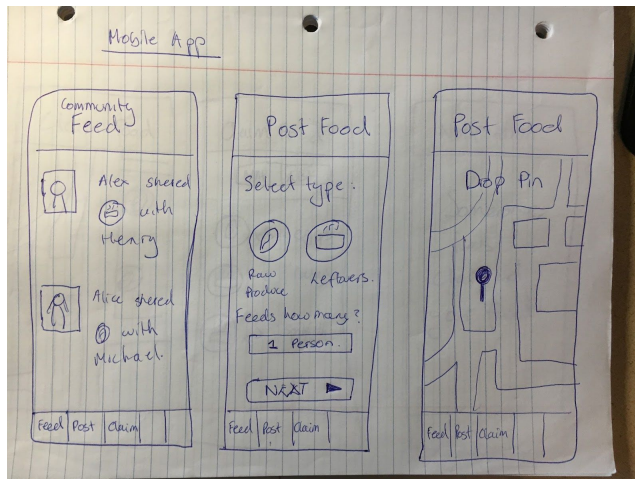 Mobile App
Community
Feed
Alex shared
with
Henry
Alice shared
with
Michael.
Feed Post Claim
Post Food
Select type:
Raw
Produce
Leftovers.
Feeds how many?
1 Person.
NEXT
Feed Post Claim
Post Food
Drop Pin
Feed Post Claim